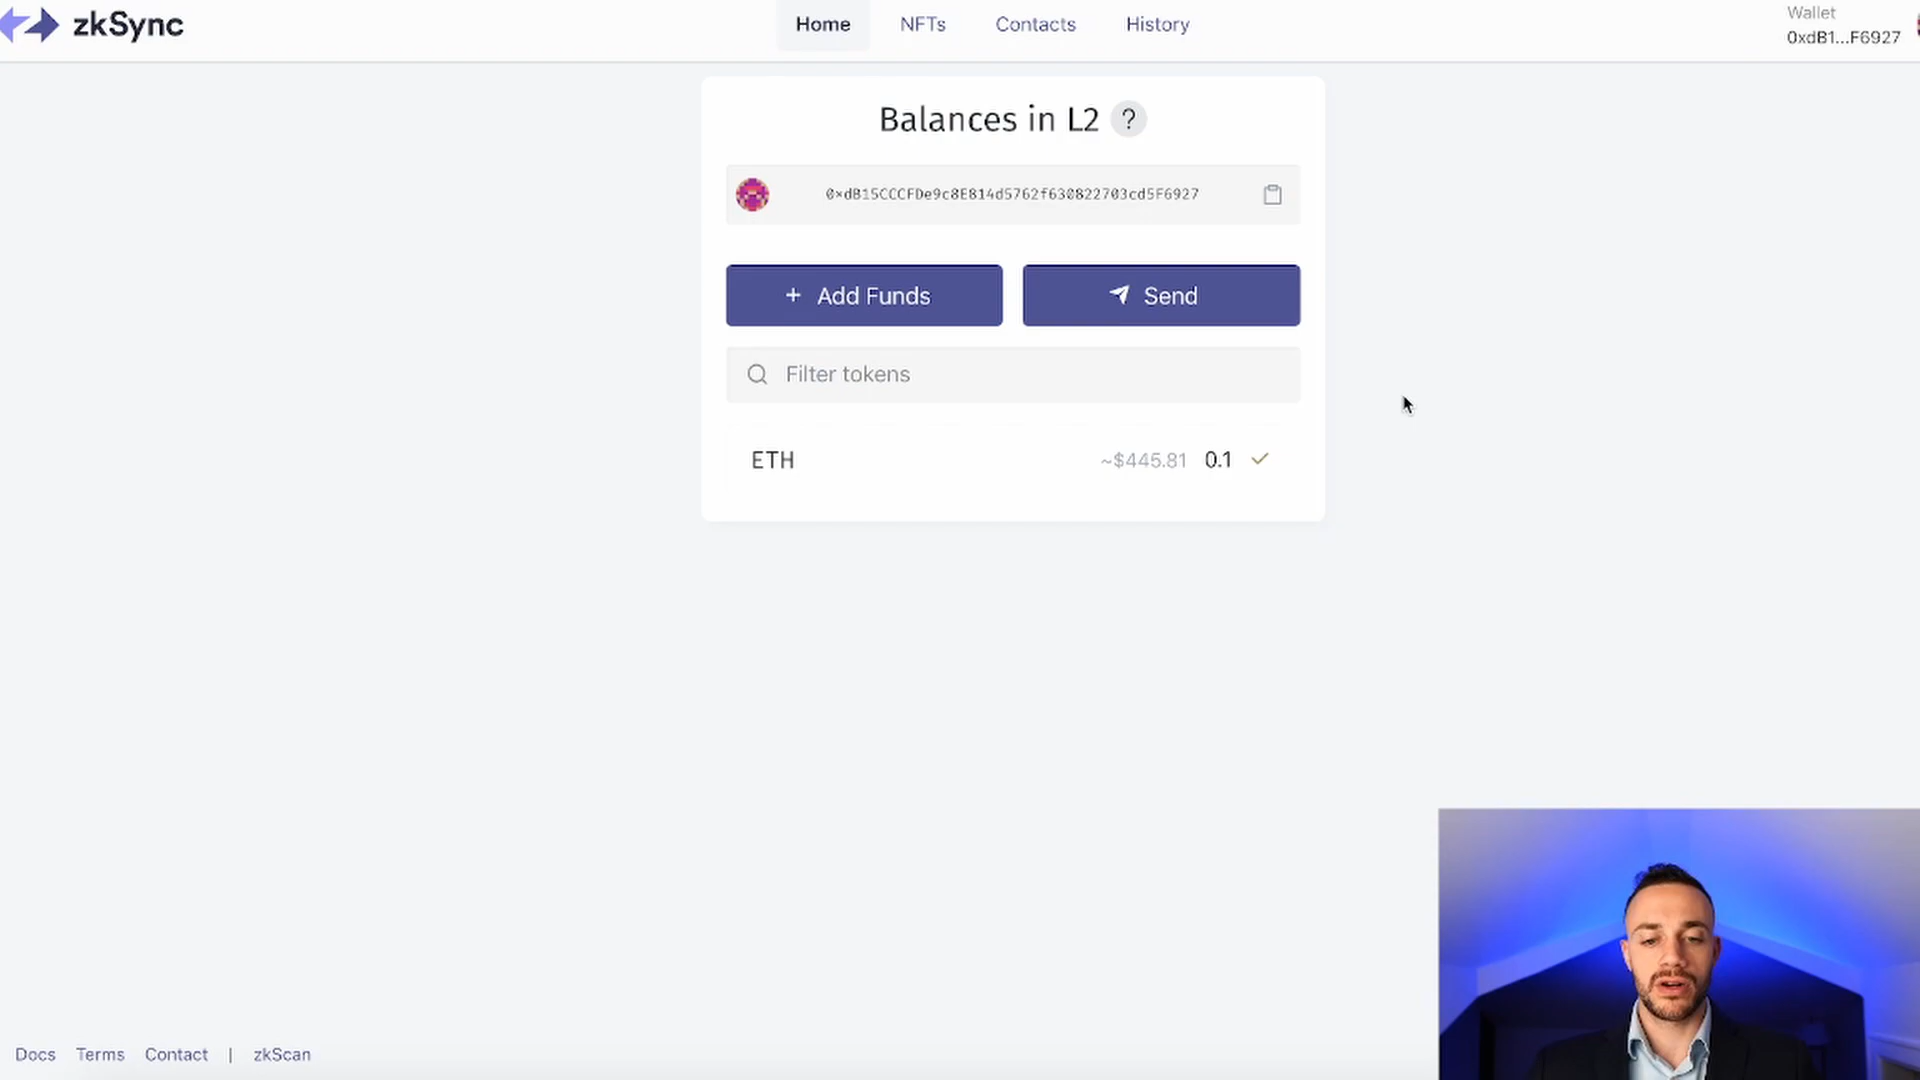 zkSync
Home NFTs Contacts History
Wallet
0xdB1...F6927
Balances in L2 ?
0xdB15CCCFDe9c8E814d5762f630822703cd5F6927
+ Add Funds
Send
Filter tokens
ETH ~$445.81 0.1
Docs Terms Contact | zkScan